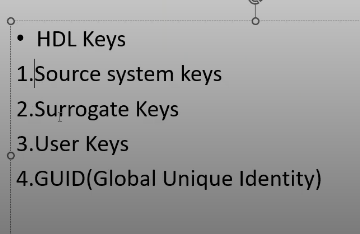 • HDL Keys
1.Source system keys
2.Surrogate Keys
3.User Keys
4.GUID(Global Unique Identity)